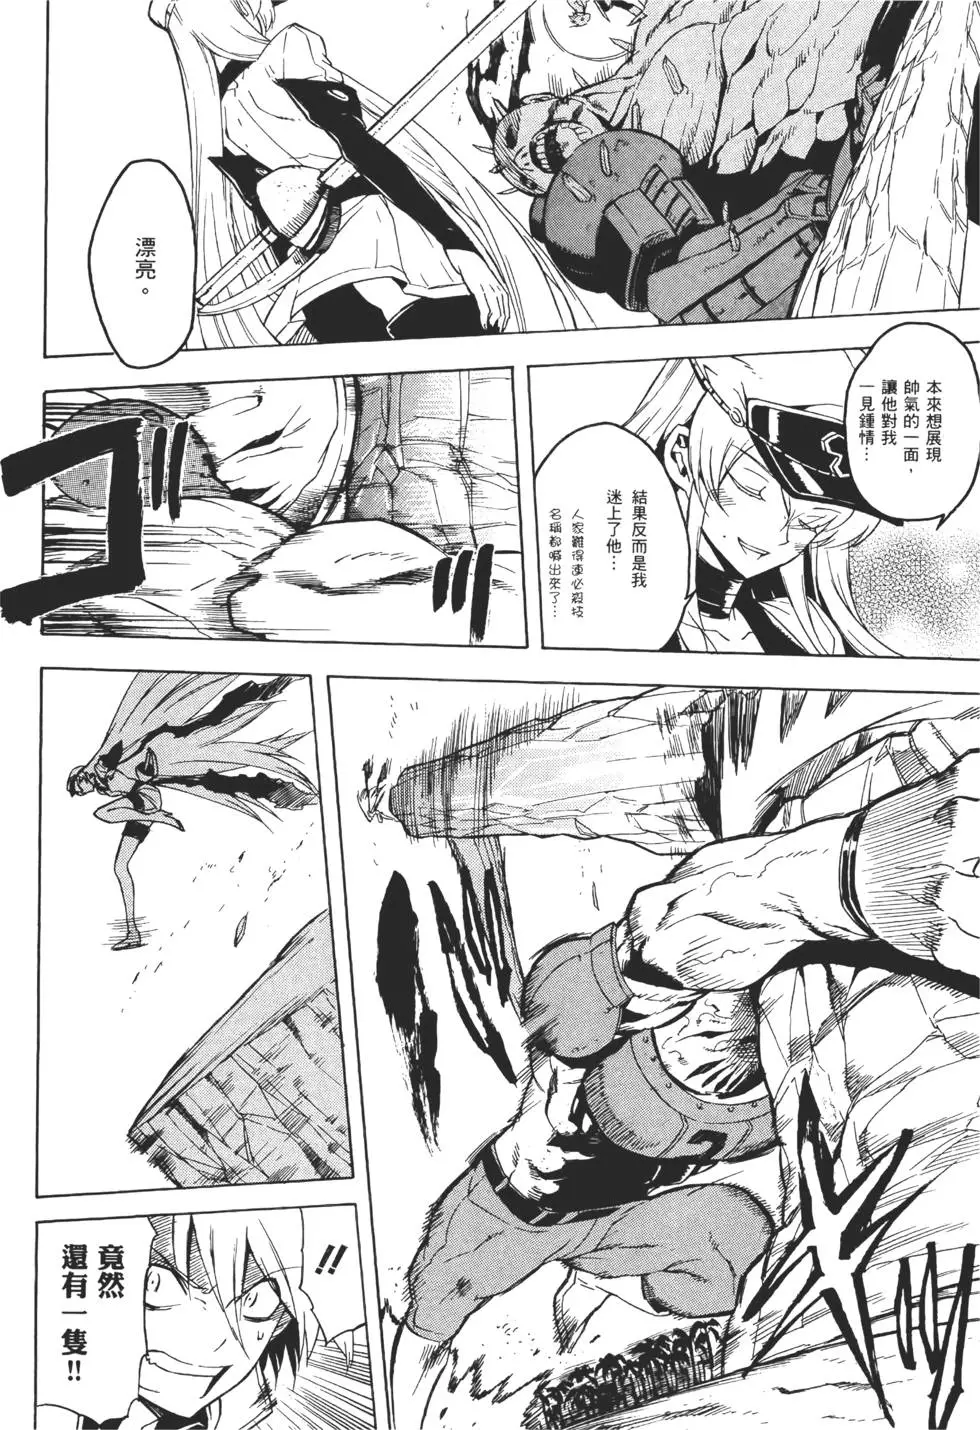 漂亮。
本來想展現
帥氣的一面，
讓他對我
一見鍾情…
結果反而是我
迷上了他…
人家難得連必殺技
名稱都喊出來了…
!!
竟然
還有一隻!!